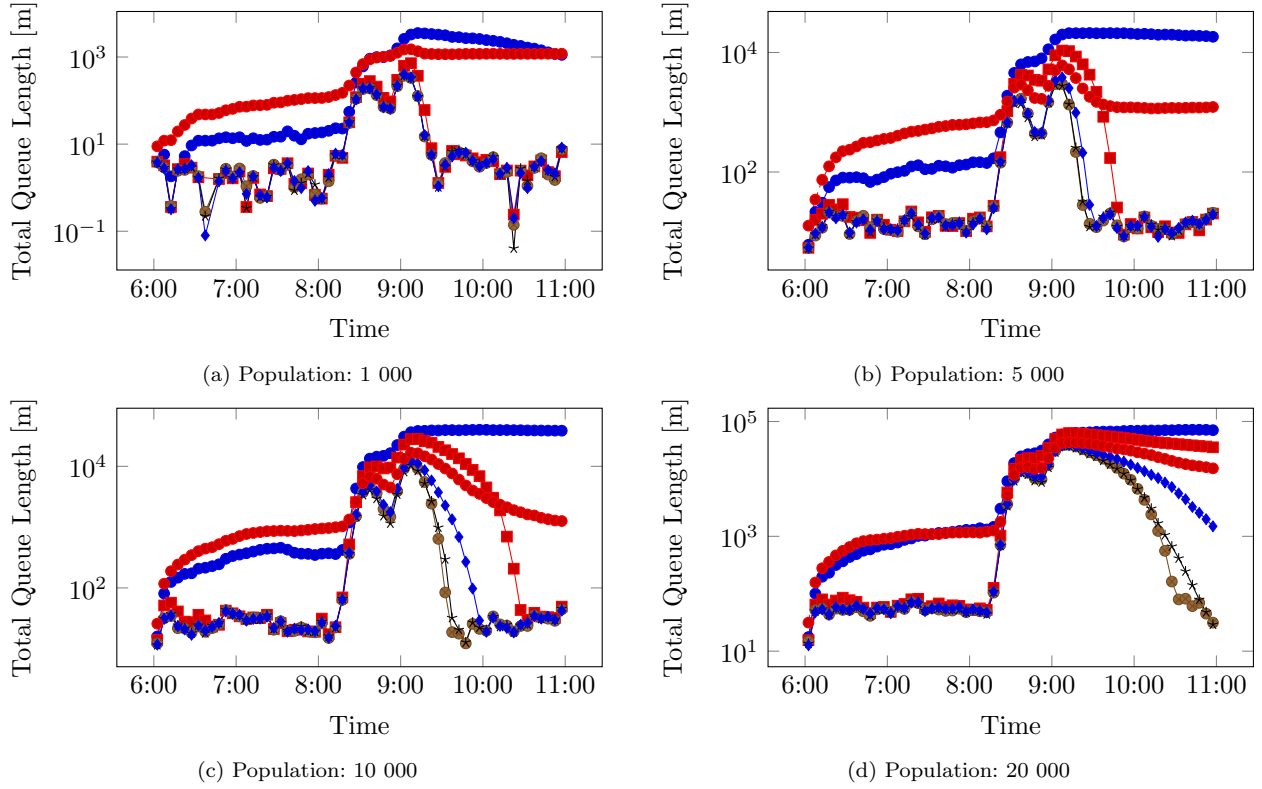 Total Queue Length [m]
10^3
10^1
10^−1
6:00 7:00 8:00 9:00 10:00 11:00
Time
(a) Population: 1 000
Total Queue Length [m]
10^4
10^2
6:00 7:00 8:00 9:00 10:00 11:00
Time
(b) Population: 5 000
Total Queue Length [m]
10^4
10^2
6:00 7:00 8:00 9:00 10:00 11:00
Time
(c) Population: 10 000
Total Queue Length [m]
10^5
10^3
10^1
6:00 7:00 8:00 9:00 10:00 11:00
Time
(d) Population: 20 000